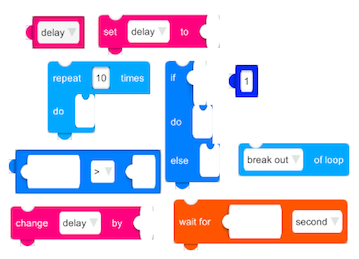 delay
set delay to
repeat 10 times
do
if
do
else
1
> 
break out of loop
change delay by
wait for second